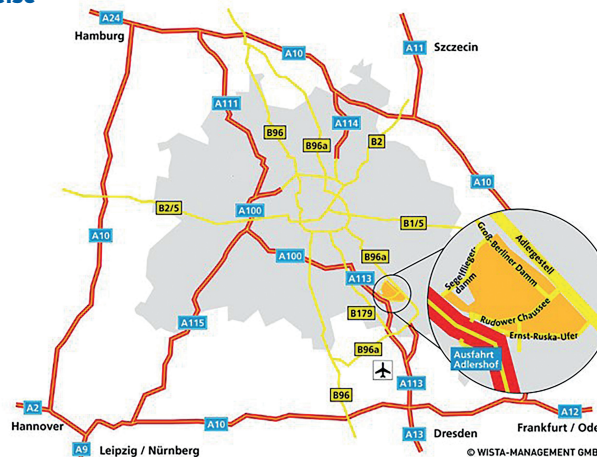 A24
Hamburg
A10
A11
Szczecin
A111
A114
B96
B96a
B2
A10
B2/5
A100
B1/5
A10
A100
B96a
A113
Groß-Berliner Damm
Adlergestell
Segelflieger-
damm
Rudower Chaussee
Ernst-Ruska-Ufer
Ausfahrt
Adlershof
B179
A115
B96a
A113
B96
A2
Hannover
A10
A12
Frankfurt / Ode
A9
Leipzig / Nürnberg
A13
Dresden
© WISTA-MANAGEMENT GMB